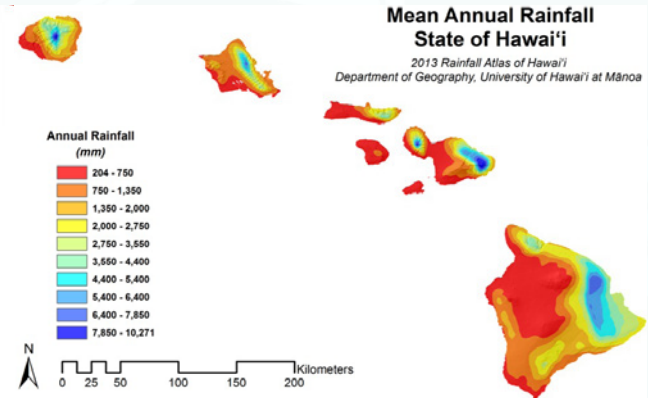 Mean Annual Rainfall
State of Hawai‘i
2013 Rainfall Atlas of Hawai‘i
Department of Geography, University of Hawai‘i at Mānoa
Annual Rainfall
(mm)
204 - 750
750 - 1,350
1,350 - 2,000
2,000 - 2,750
2,750 - 3,550
3,550 - 4,400
4,400 - 5,400
5,400 - 6,400
6,400 - 7,850
7,850 - 10,271
N
Kilometers
0 25 50 100 150 200